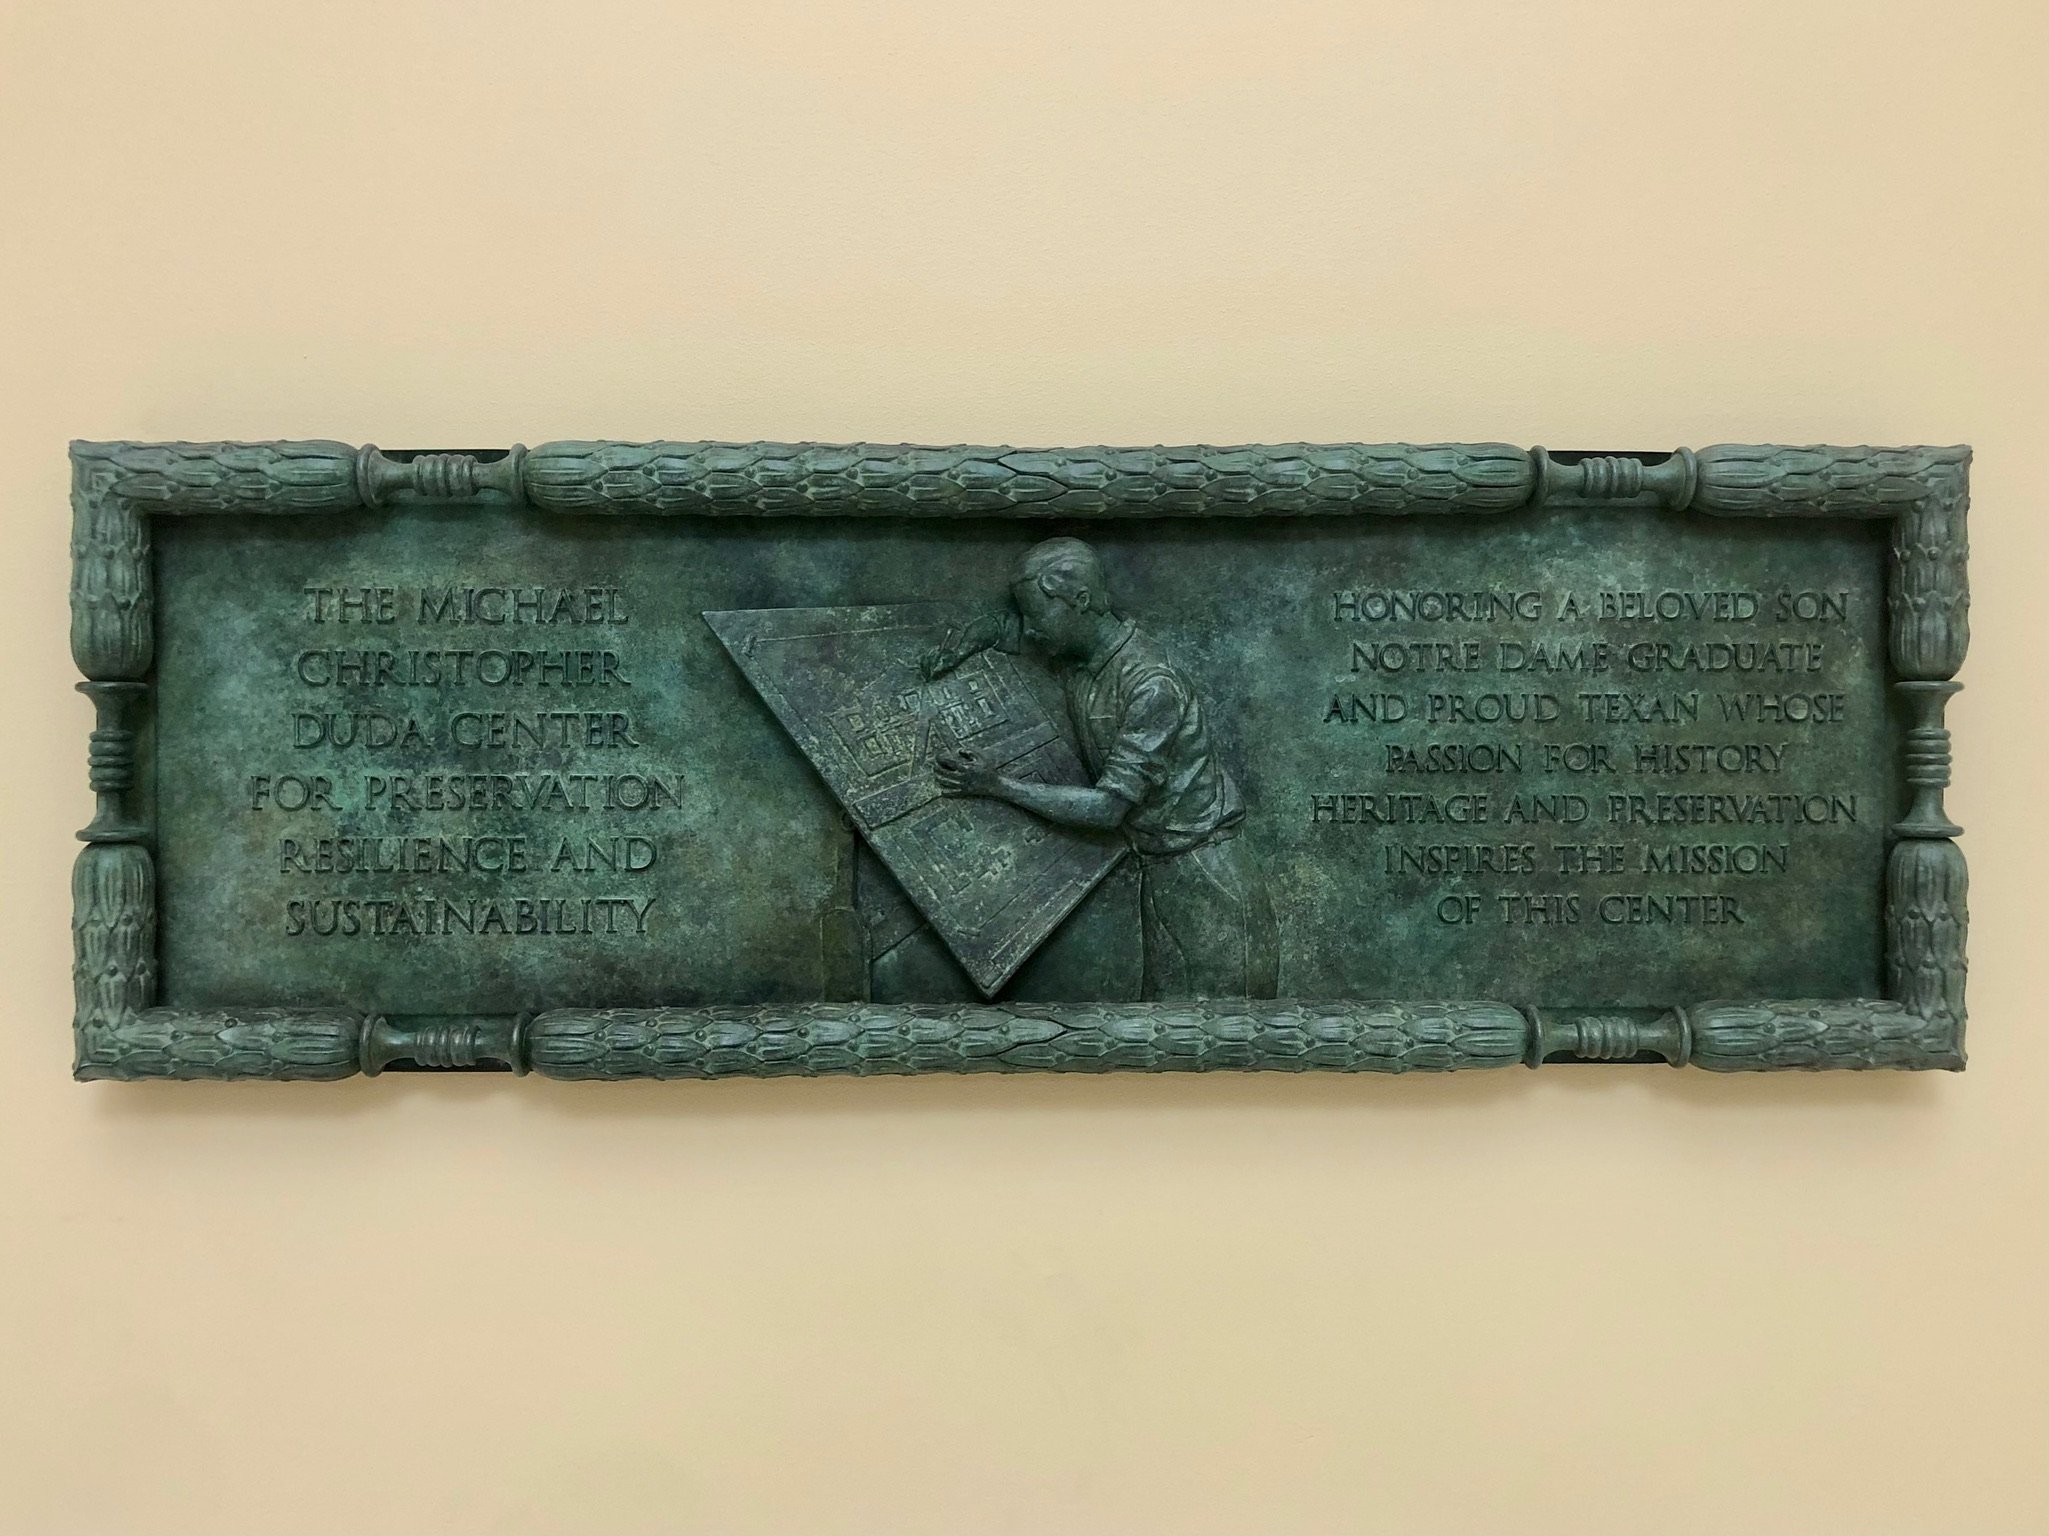 THE MICHAEL
CHRISTOPHER
DUDA CENTER
FOR PRESERVATION
RESILIENCE AND
SUSTAINABILITY
HONORING A BELOVED SON
NOTRE DAME GRADUATE
AND PROUD TEXAN WHOSE
PASSION FOR HISTORY
HERITAGE AND PRESERVATION
INSPIRES THE MISSION
OF THIS CENTER